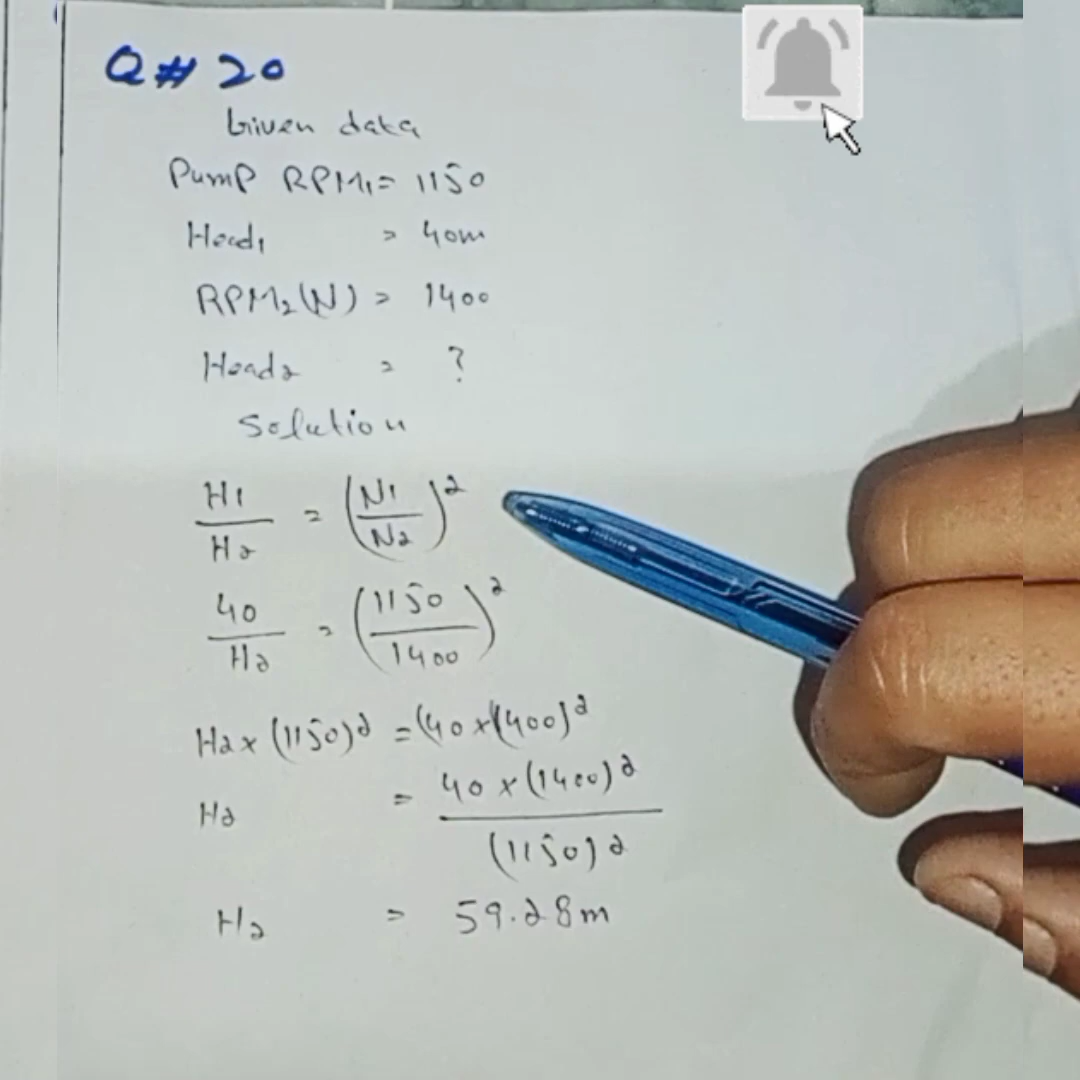 Q # 20
Given data
Pump RPM₁ = 1150
Head₁ = 40m
RPM₂(N) = 1400
Head₂ = ?
Solution
H₁/H₂ = (N₁/N₂)²
40/H₂ = (1150/1400)²
H₂ × (1150)² = (40 × (1400)²
H₂ = 40 × (1400)² / (1150)²
H₂ = 59.28m